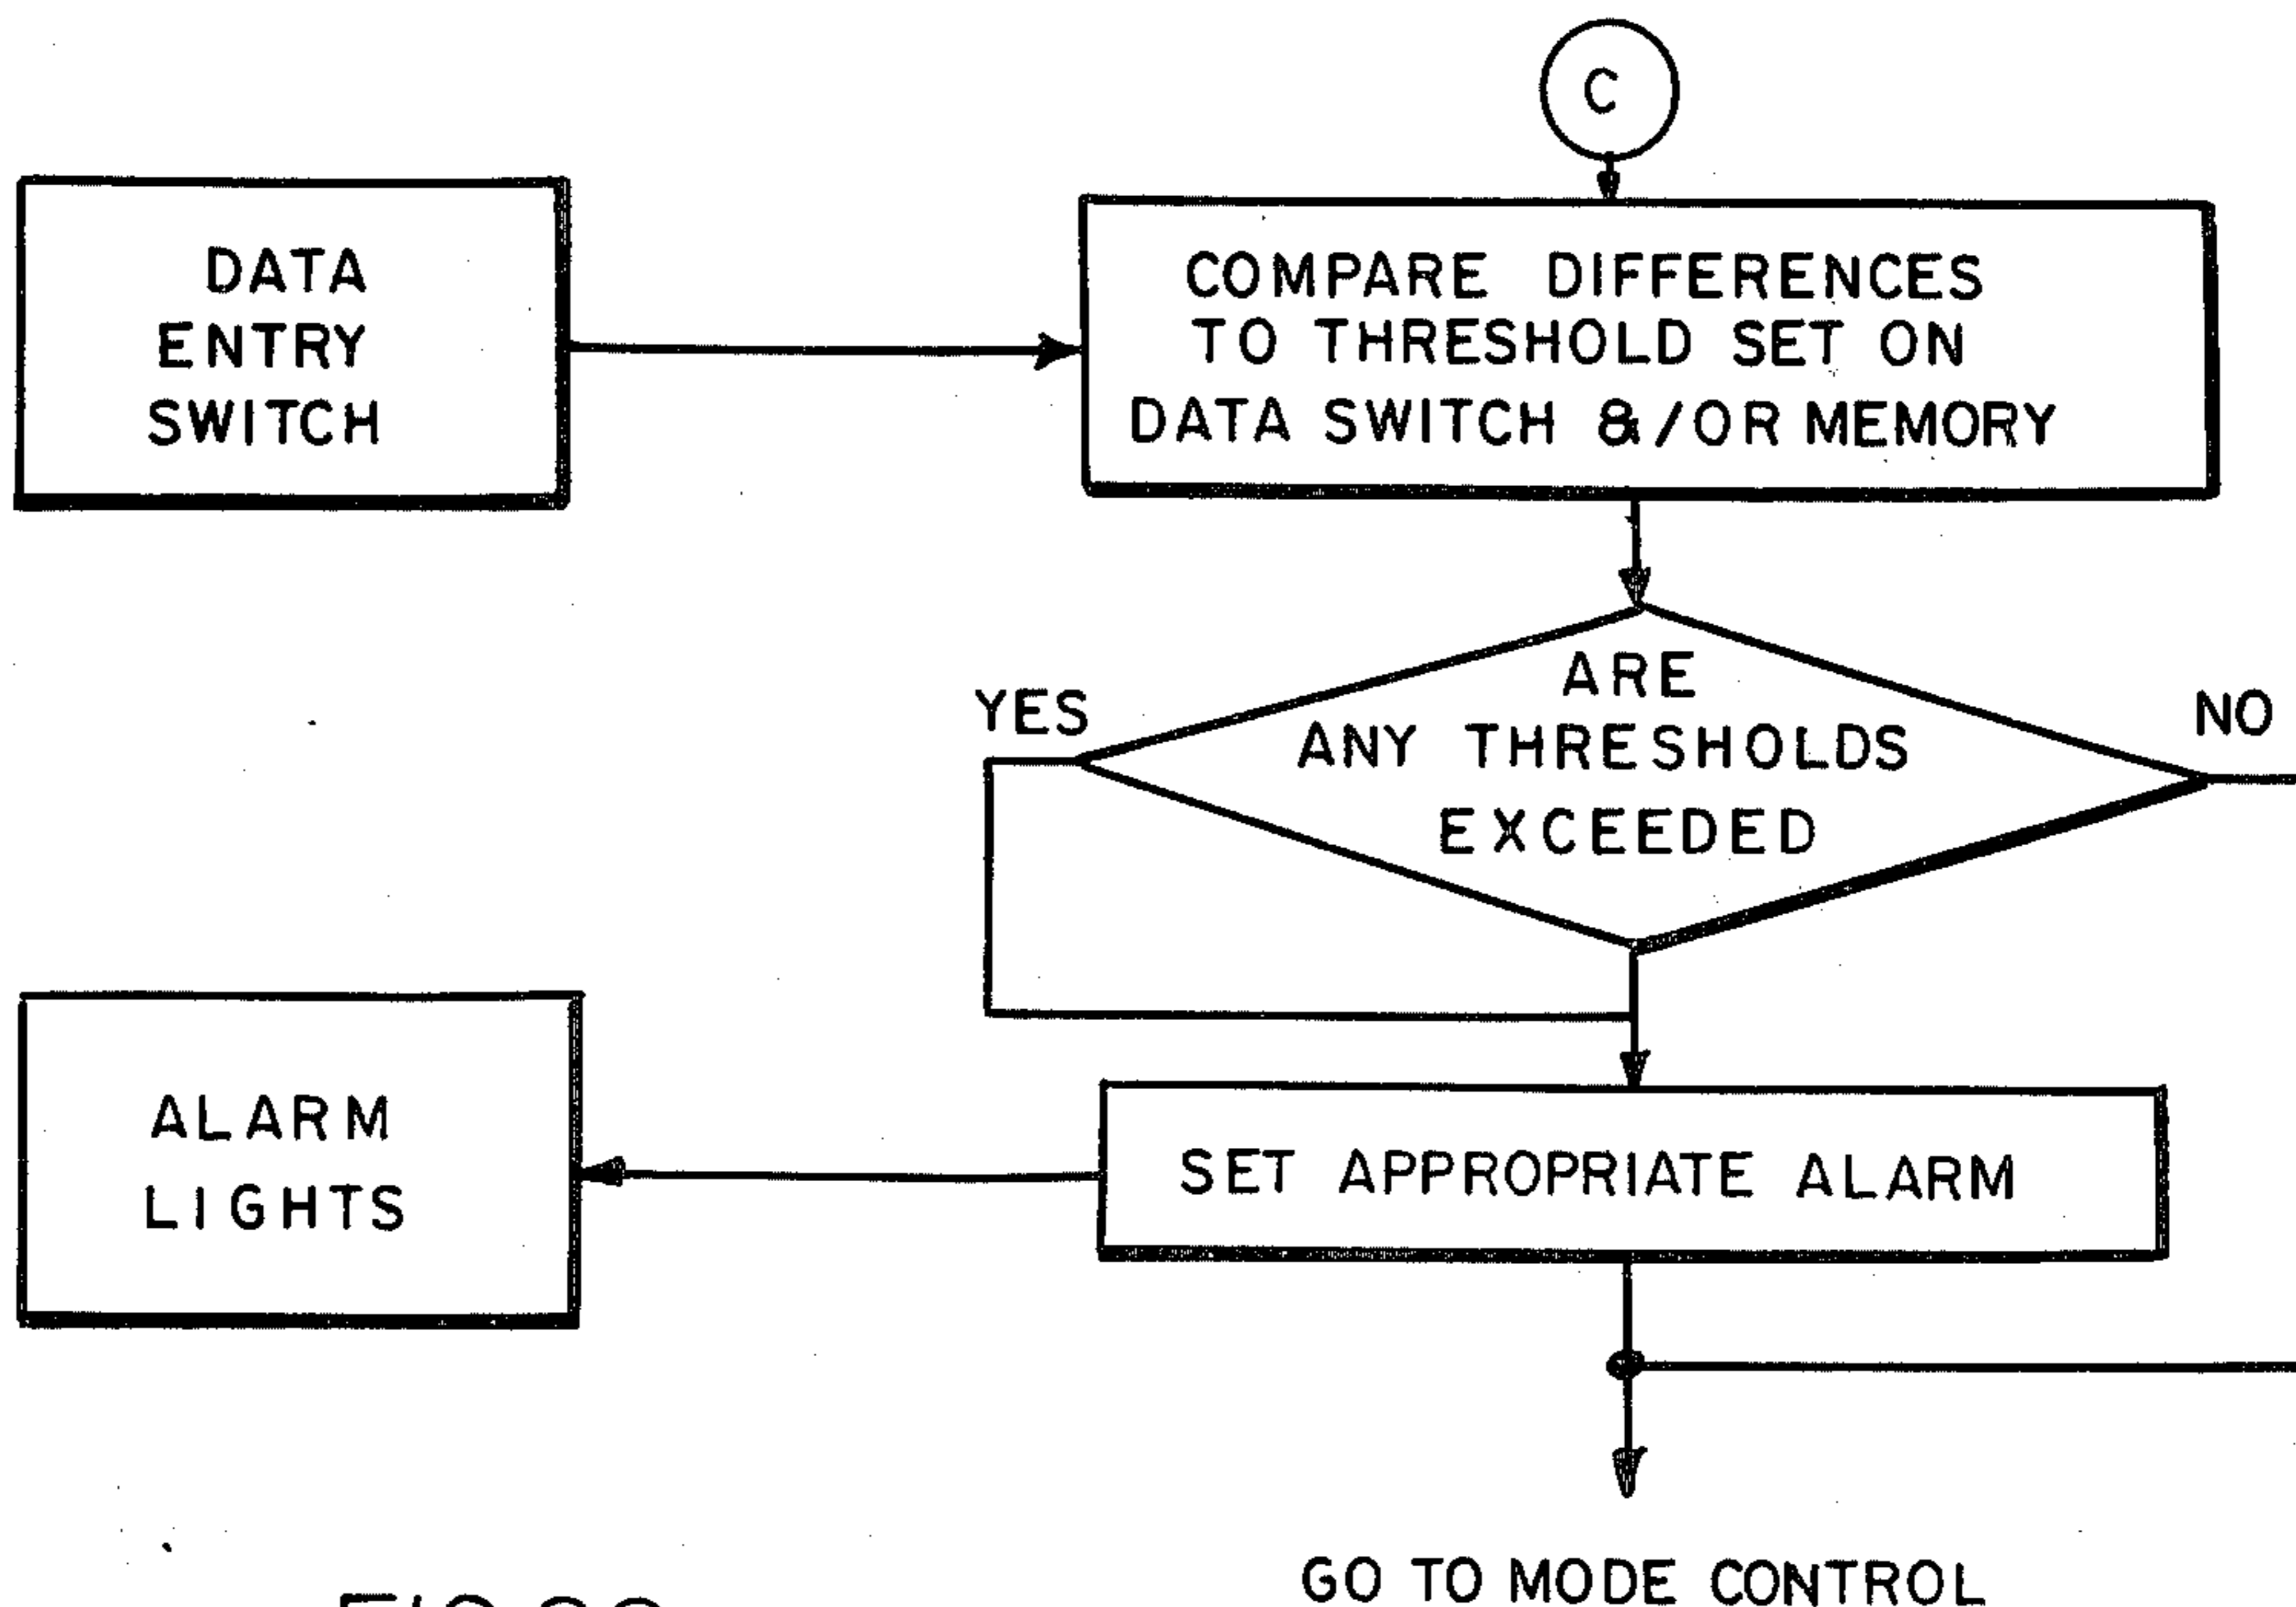 C
DATA
ENTRY
SWITCH
COMPARE DIFFERENCES
TO THRESHOLD SET ON
DATA SWITCH &/OR MEMORY
ARE
ANY THRESHOLDS
EXCEEDED
YES
NO
ALARM
LIGHTS
SET APPROPRIATE ALARM
GO TO MODE CONTROL